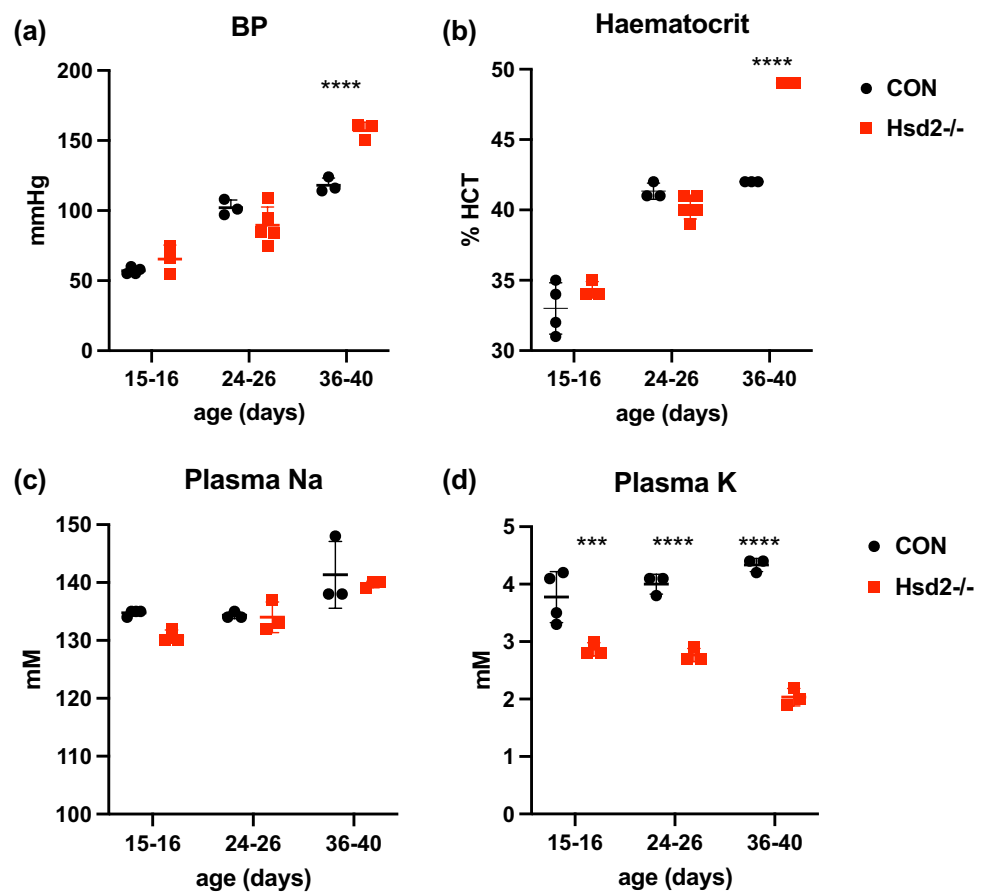 (a) BP
200
150
100
50
0
mmHg
****
15-16 24-26 36-40
age (days)
(b) Haematocrit
50
45
40
35
30
% HCT
****
15-16 24-26 36-40
age (days)
CON
Hsd2-/-
(c) Plasma Na
150
140
130
120
110
100
mM
15-16 24-26 36-40
age (days)
(d) Plasma K
5
4
3
2
1
0
mM
*** **** ****
15-16 24-26 36-40
age (days)
CON
Hsd2-/-